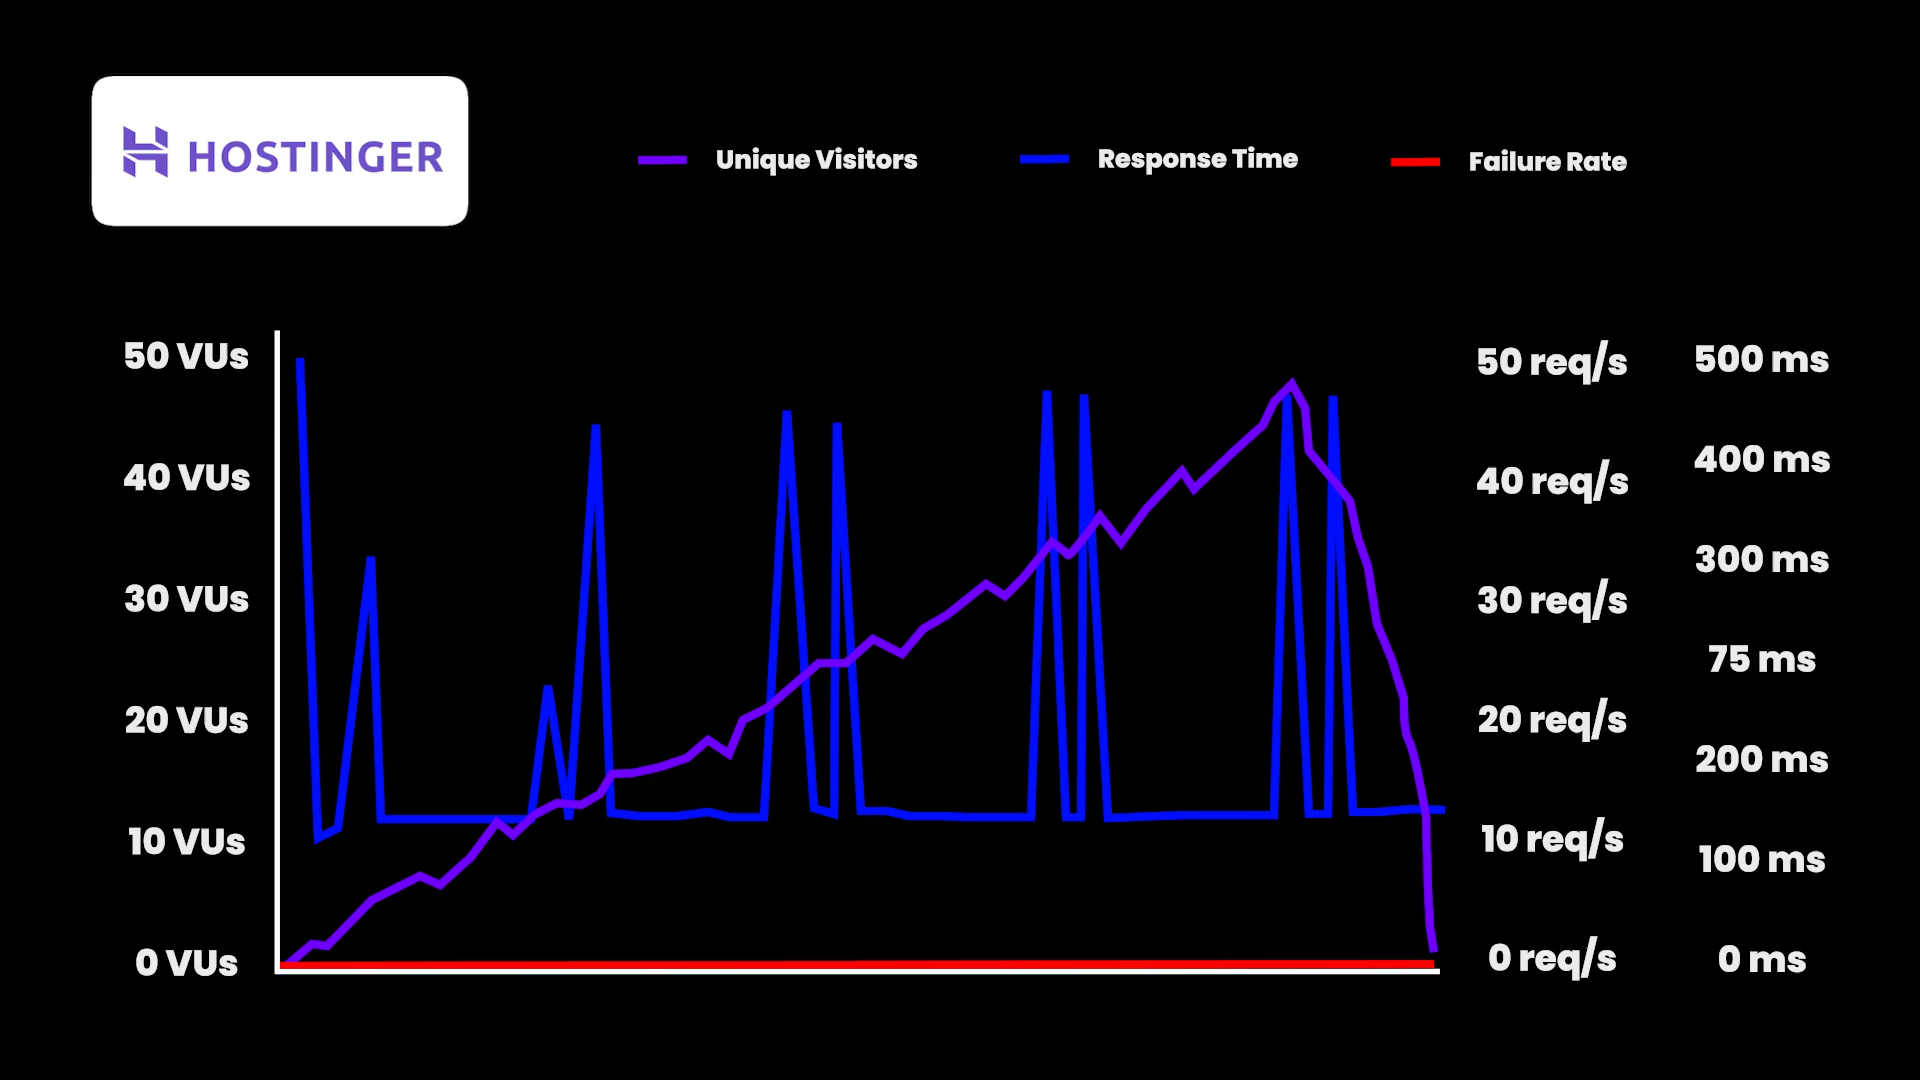 HOSTINGER
Unique Visitors
Response Time
Failure Rate
50 VUs
40 VUs
30 VUs
20 VUs
10 VUs
0 VUs
50 req/s
40 req/s
30 req/s
20 req/s
10 req/s
0 req/s
500 ms
400 ms
300 ms
75 ms
200 ms
100 ms
0 ms